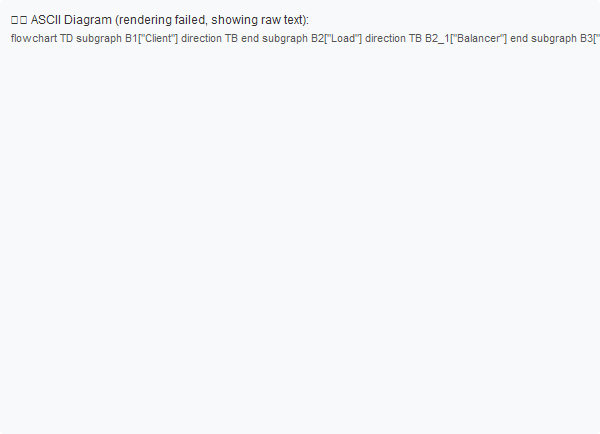 ASCII Diagram (rendering failed, showing raw text):
flowchart TD subgraph B1["Client"] direction TB end subgraph B2["Load"] direction TB B2_1["Balancer"] end subgraph B3["